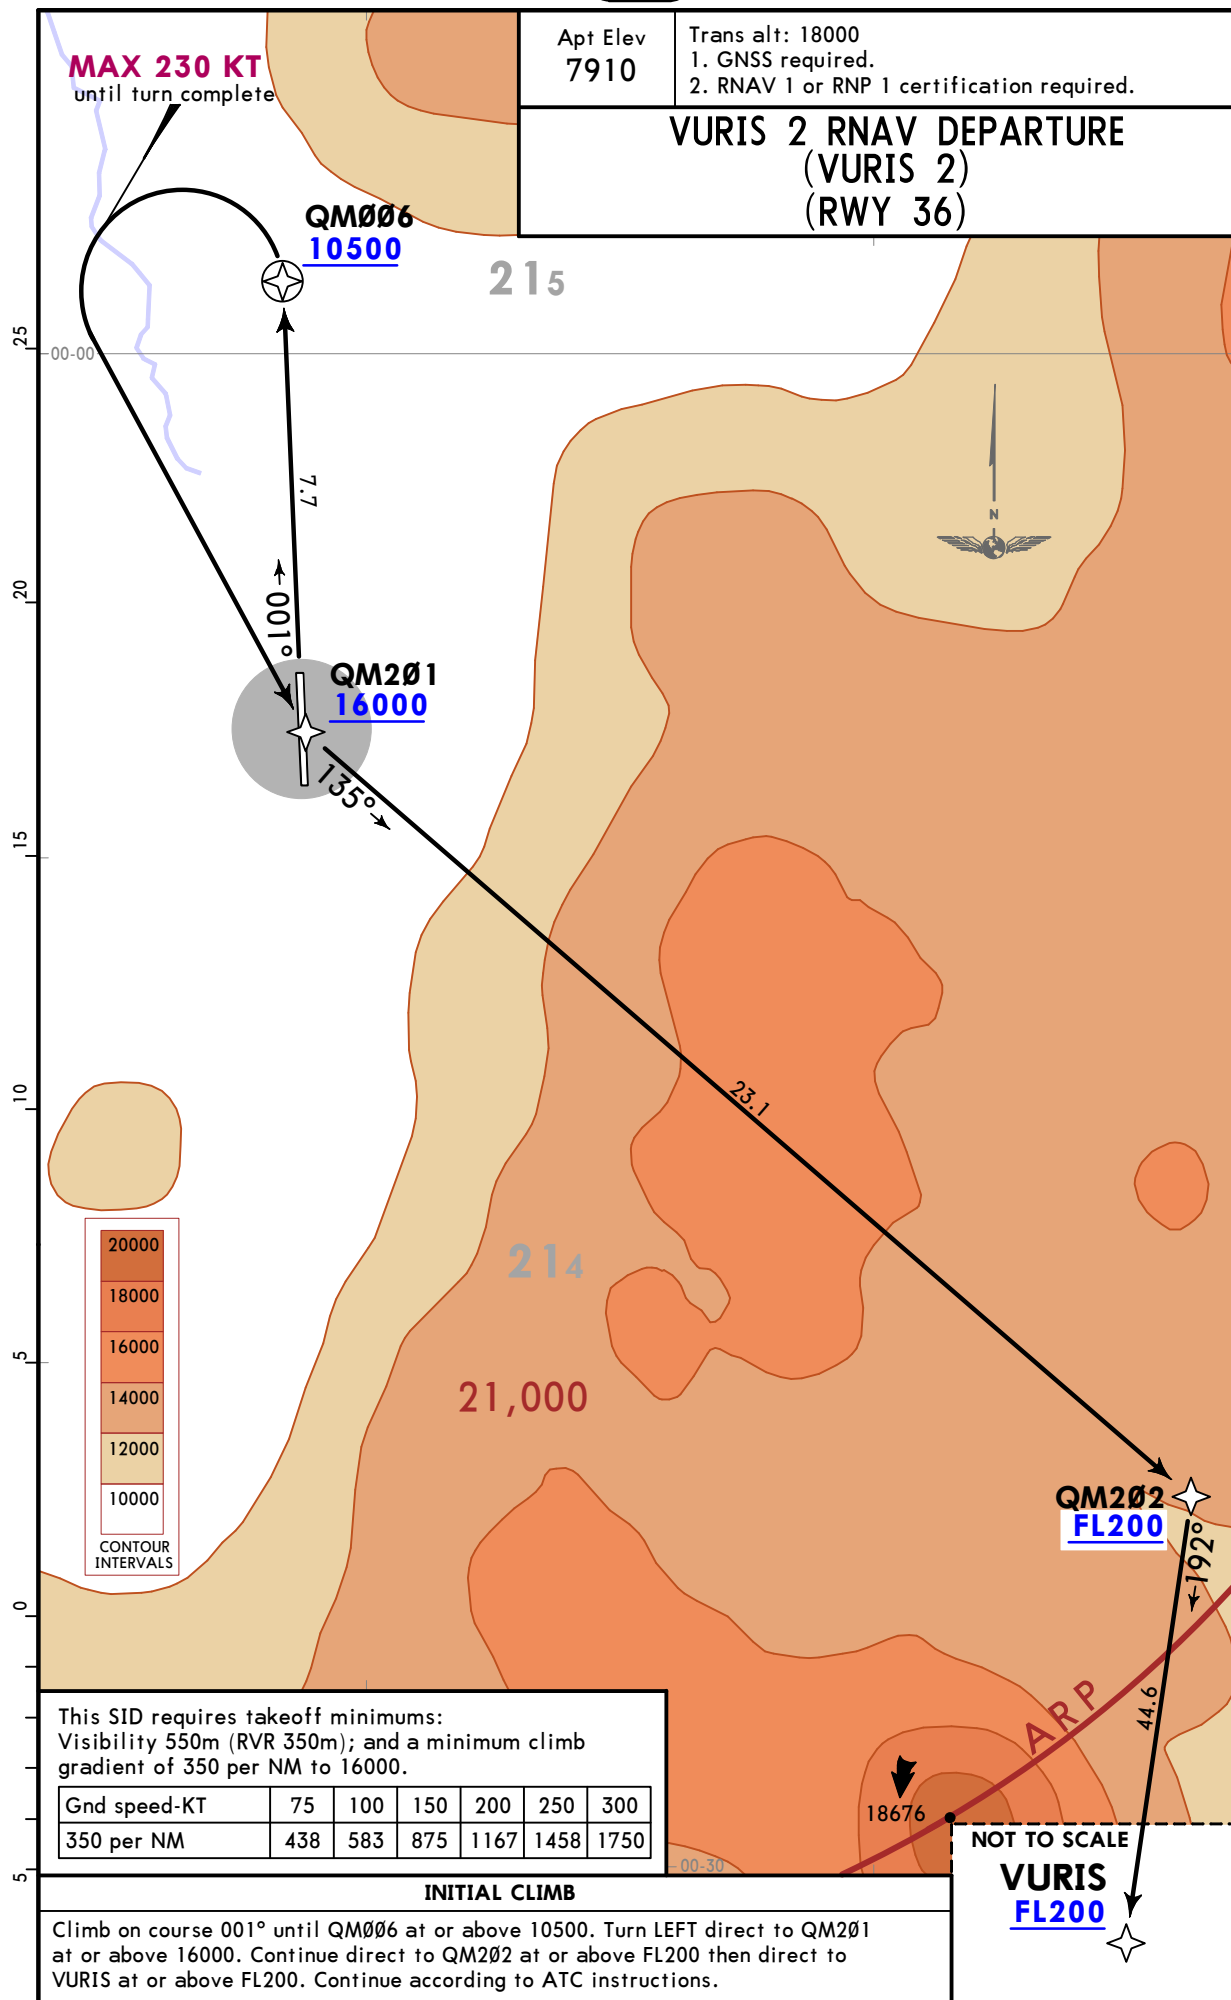 Apt Elev
7910
Trans alt: 18000
1. GNSS required.
2. RNAV 1 or RNP 1 certification required.
VURIS 2 RNAV DEPARTURE
(VURIS 2)
(RWY 36)
MAX 230 KT
until turn complete
QMØØ6
10500
215
25
00-00
7.7
N
20
001°
QM2Ø1
16000
135°
15
23.1
10
214
20000
18000
16000
14000
12000
10000
CONTOUR
INTERVALS
5
21,000
QM2Ø2
FL200
192°
0
44.6
ARP
18676
This SID requires takeoff minimums:
Visibility 550m (RVR 350m); and a minimum climb
gradient of 350 per NM to 16000.
Gnd speed-KT 75 100 150 200 250 300
350 per NM 438 583 875 1167 1458 1750
00-30
5
NOT TO SCALE
VURIS
FL200
INITIAL CLIMB
Climb on course 001° until QMØØ6 at or above 10500. Turn LEFT direct to QM2Ø1
at or above 16000. Continue direct to QM2Ø2 at or above FL200 then direct to
VURIS at or above FL200. Continue according to ATC instructions.